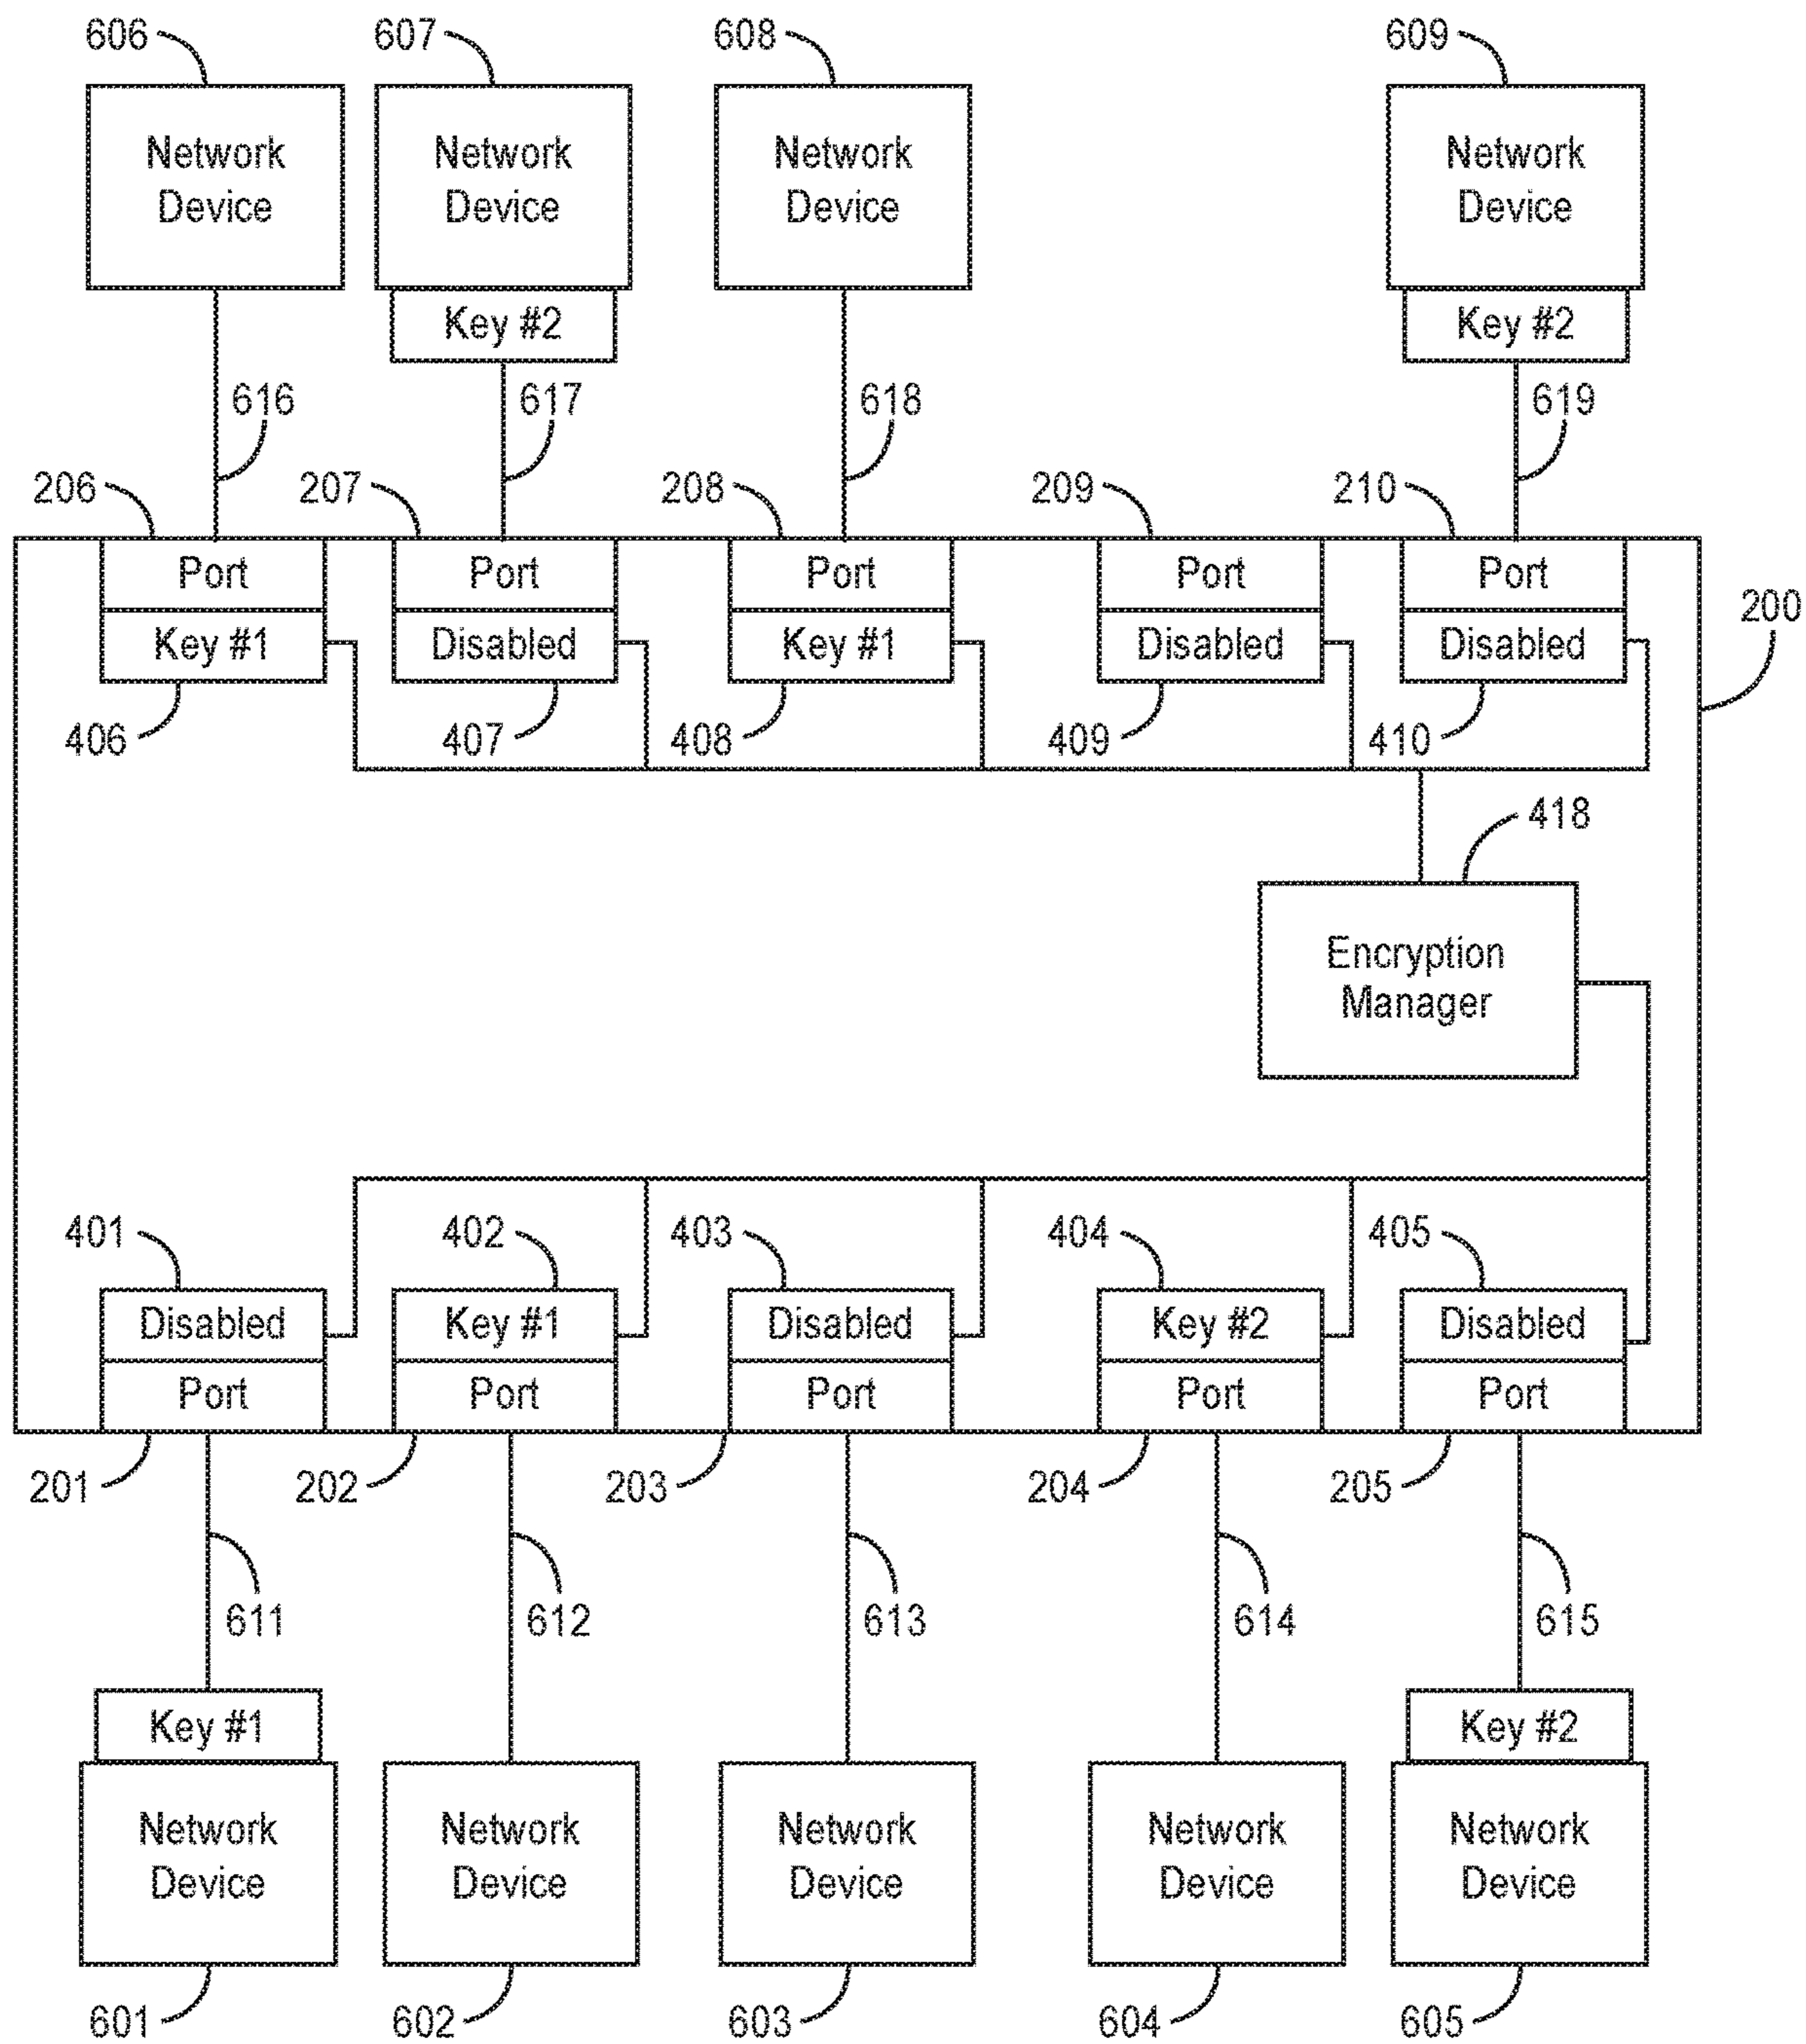 606
607
608
609
Network
Device
Network
Device
Network
Device
Network
Device
Key #2
Key #2
616
617
618
619
206
207
208
209
210
Port
Port
Port
Port
Port
200
Key #1
Disabled
Key #1
Disabled
Disabled
406
407
408
409
410
418
Encryption
Manager
401
402
403
404
405
Disabled
Key #1
Disabled
Key #2
Disabled
Port
Port
Port
Port
Port
201
202
203
204
205
611
612
613
614
615
Key #1
Key #2
Network
Device
Network
Device
Network
Device
Network
Device
Network
Device
601
602
603
604
605